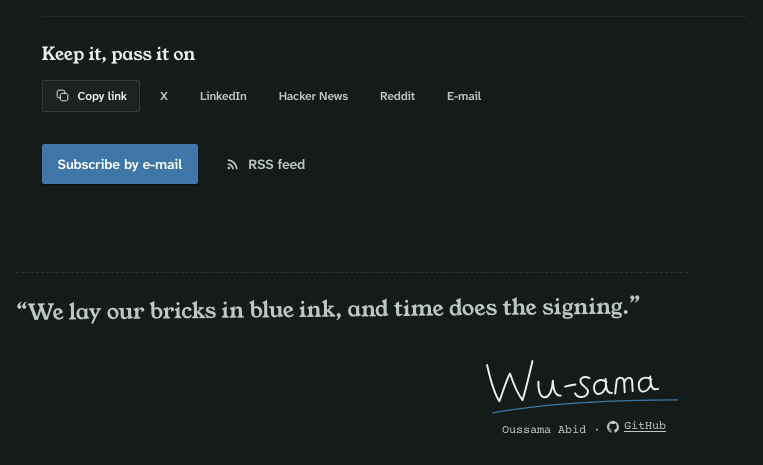 Keep it, pass it on
Copy link X LinkedIn Hacker News Reddit E-mail
Subscribe by e-mail RSS feed
“We lay our bricks in blue ink, and time does the signing.”
Wu-sama
Oussama Abid · GitHub